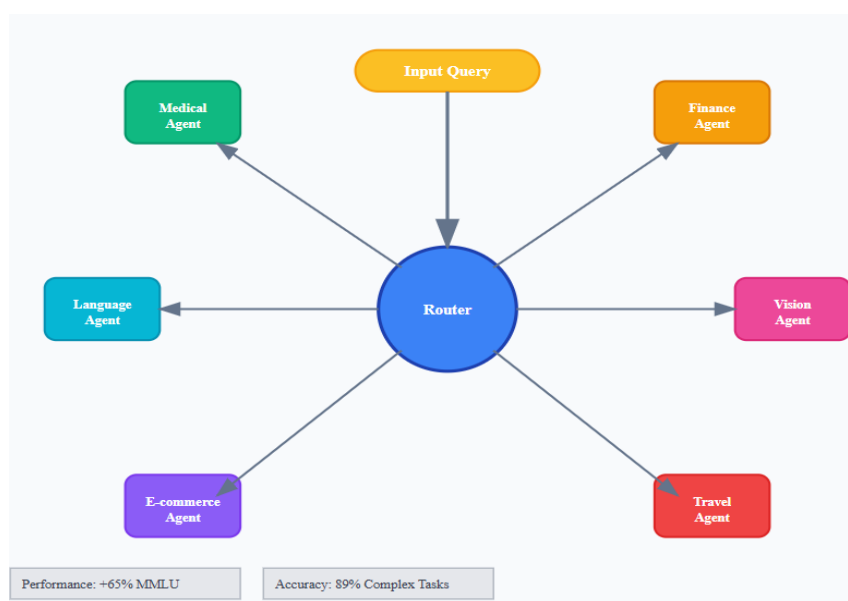 Input Query
Medical
Agent
Finance
Agent
Language
Agent
Router
Vision
Agent
E-commerce
Agent
Travel
Agent
Performance: +65% MMLU
Accuracy: 89% Complex Tasks